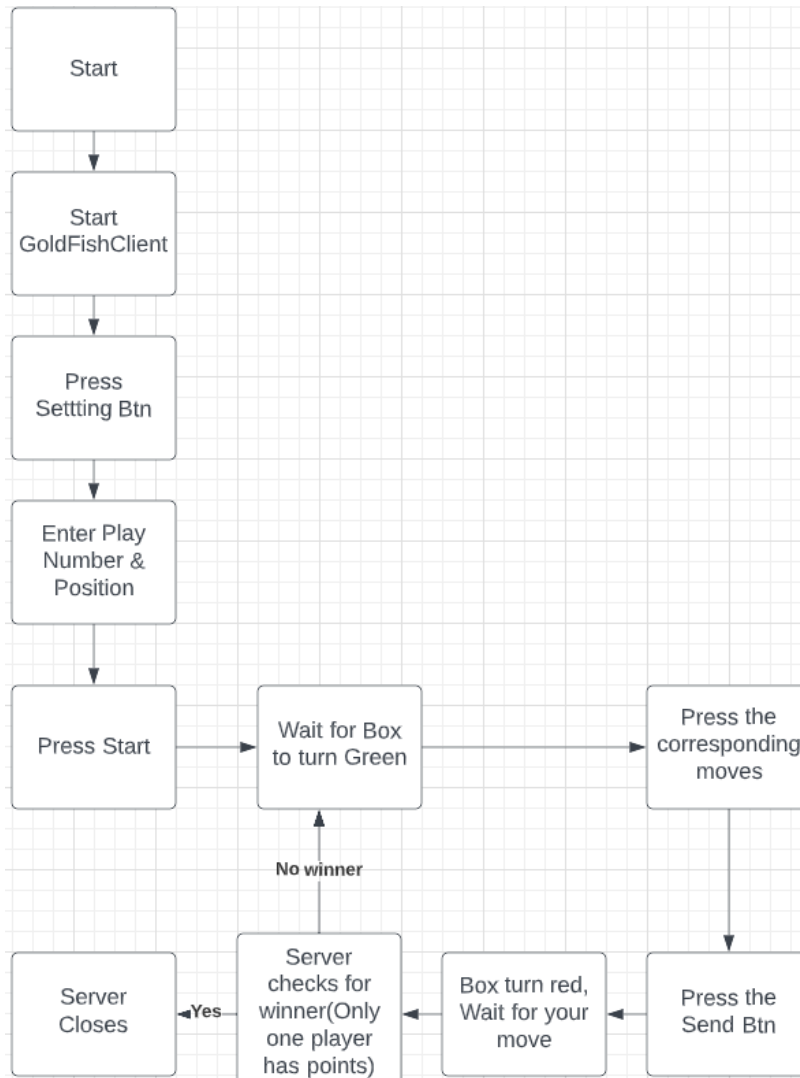 Start
Start
GoldFishClient
Press
Settting Btn
Enter Play
Number &
Position
Press Start
Wait for Box
to turn Green
Press the
corresponding
moves
No winner
Server
Closes
Yes
Server
checks for
winner(Only
one player
has points)
Box turn red,
Wait for your
move
Press the
Send Btn